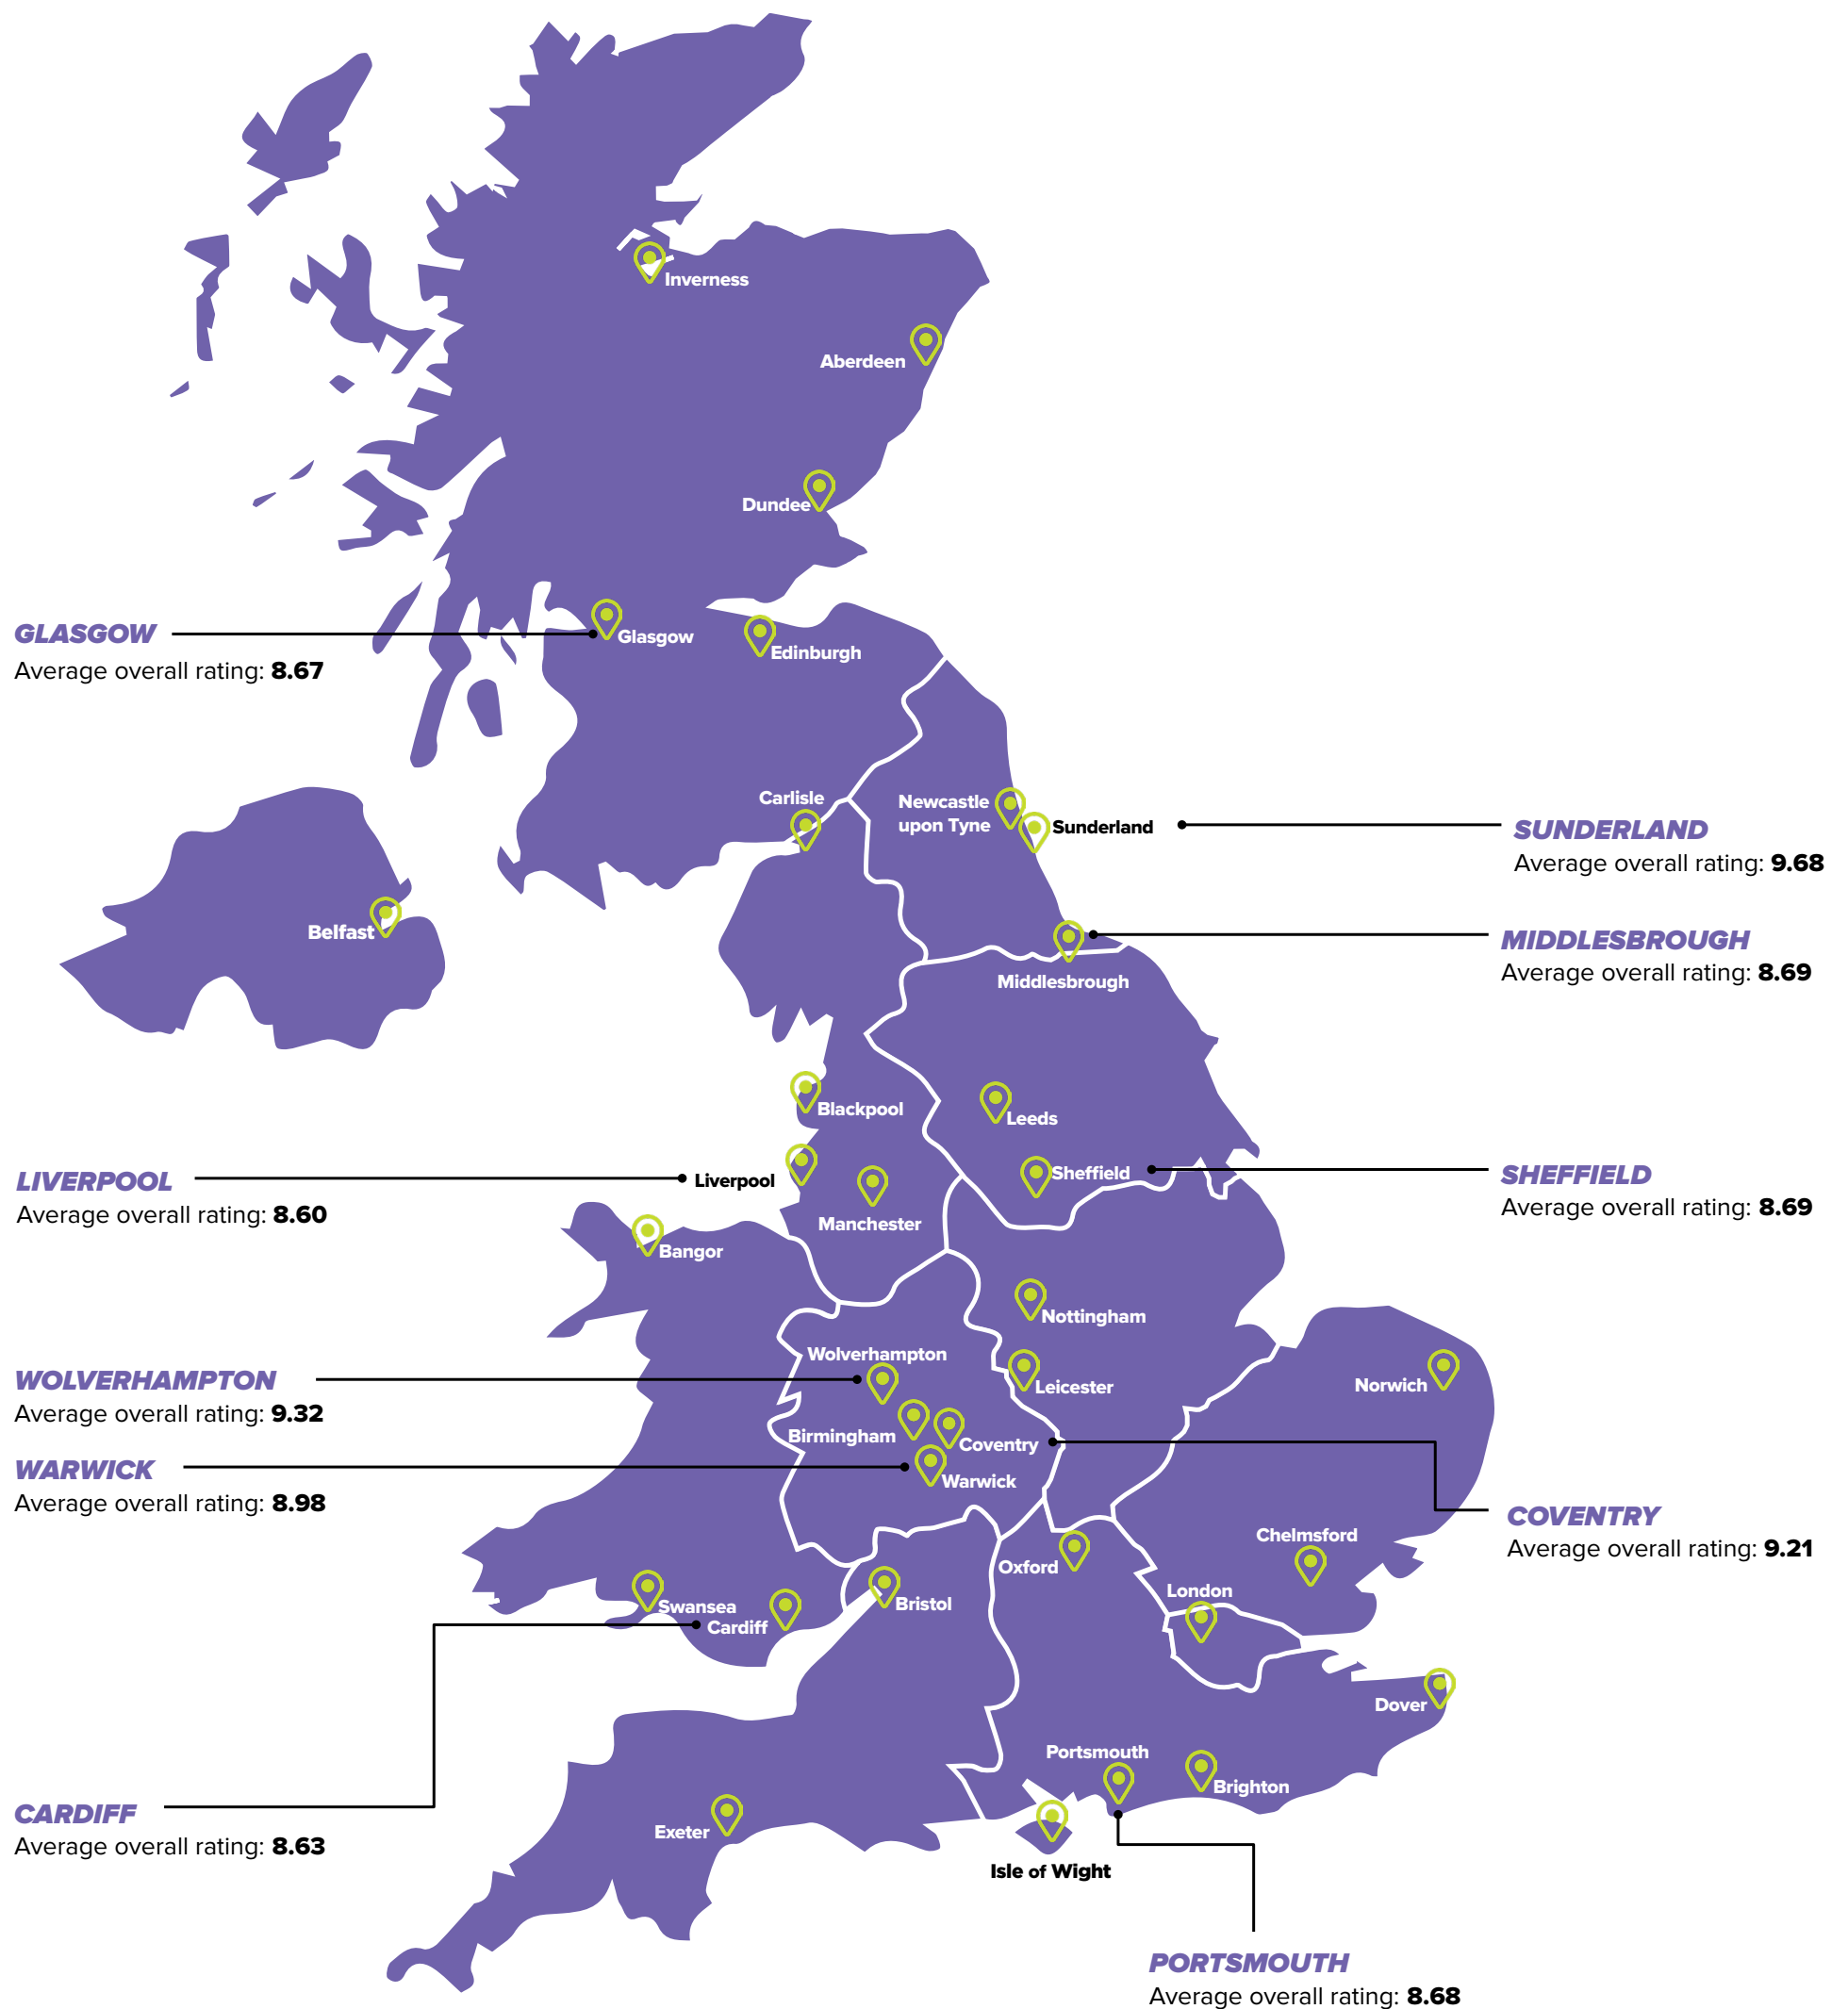 Inverness
Aberdeen
Dundee
GLASGOW
Average overall rating: 8.67
Glasgow
Edinburgh
Carlisle
Newcastle
upon Tyne
Sunderland
SUNDERLAND
Average overall rating: 9.68
Belfast
MIDDLESBROUGH
Average overall rating: 8.69
Middlesbrough
Blackpool
Leeds
LIVERPOOL
Average overall rating: 8.60
Liverpool
Sheffield
SHEFFIELD
Average overall rating: 8.69
Manchester
Bangor
Nottingham
Wolverhampton
WOLVERHAMPTON
Average overall rating: 9.32
Leicester
Norwich
Birmingham
Coventry
WARWICK
Average overall rating: 8.98
Warwick
COVENTRY
Average overall rating: 9.21
Chelmsford
Oxford
London
Swansea
Bristol
Cardiff
Dover
Portsmouth
Brighton
CARDIFF
Average overall rating: 8.63
Exeter
Isle of Wight
PORTSMOUTH
Average overall rating: 8.68